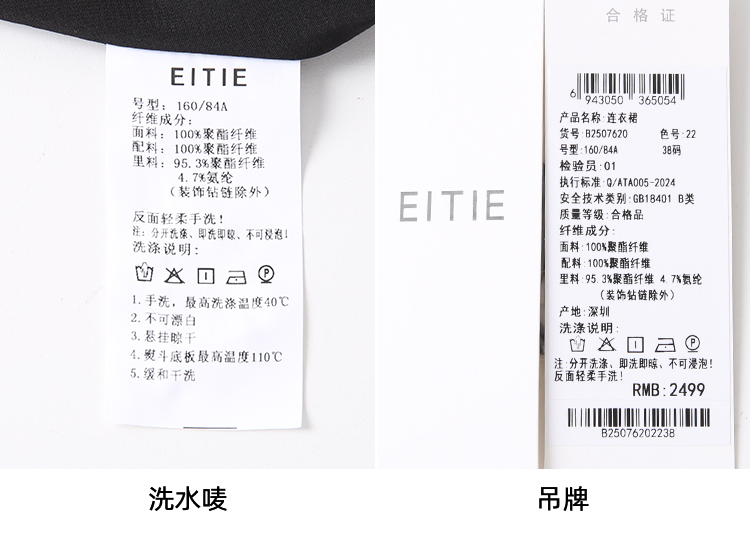 EITIE
号型：160/84A
纤维成分：
面料：100%聚酯纤维
配料：100%聚酯纤维
里料：95.3%聚酯纤维
4.7%氨纶
（装饰钻链除外）
反面轻柔手洗！
注：分开洗涤、即洗即晾、不可浸泡！
洗涤说明：
1.手洗，最高洗涤温度40℃
2.不可漂白
3.悬挂晾干
4.熨斗底板最高温度110℃
5.缓和干洗
洗水唛
EITIE
合格证
6 943050 365054
产品名称：连衣裙
货号：B2507620 色号：22
号型：160/84A 38码
检验员：01
执行标准：Q/ATA005-2024
安全技术类别：GB18401 B类
质量等级：合格品
纤维成分：
面料：100%聚酯纤维
配料：100%聚酯纤维
里料：95.3%聚酯纤维 4.7%氨纶
（装饰钻链除外）
产地：深圳
洗涤说明：
注：分开洗涤、即洗即晾、不可浸泡！
反面轻柔手洗！
RMB：2499
B25076202238
吊牌